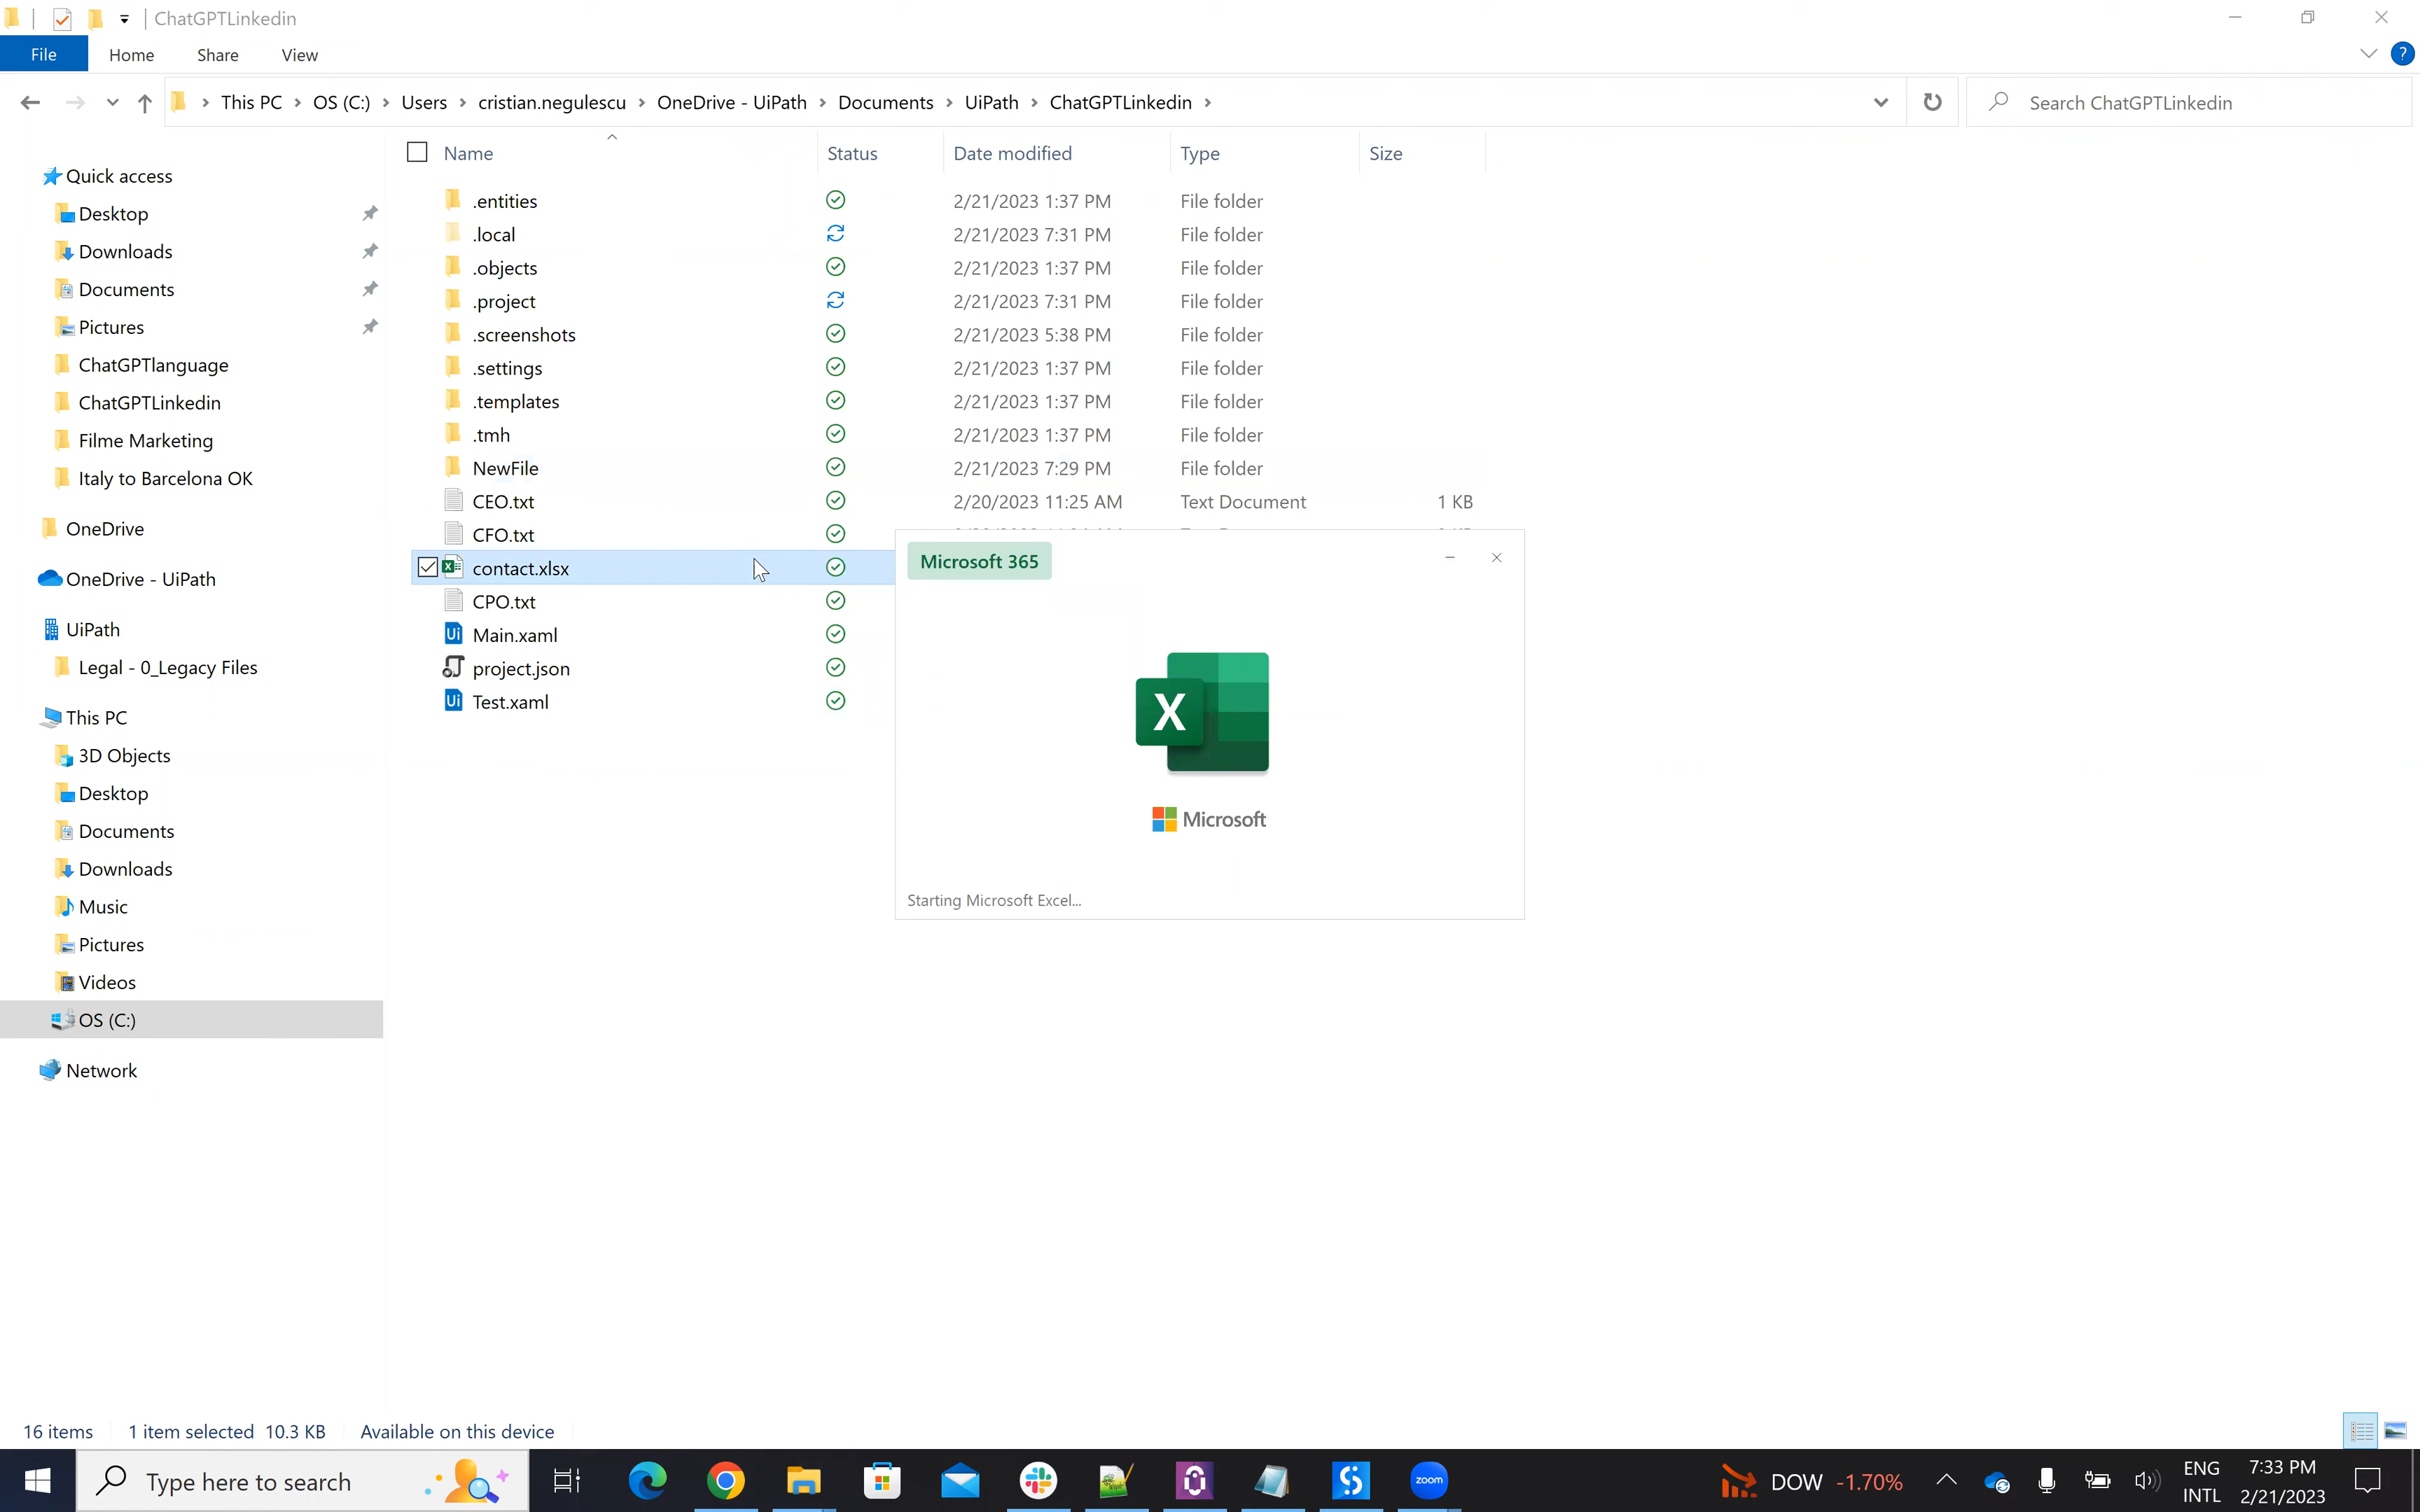 ChatGPTLinkedin
File Home Share View
This PC OS (C:) Users cristian.negulescu OneDrive - UiPath Documents UiPath ChatGPTLinkedin
Search ChatGPTLinkedin
Name Status Date modified Type Size
Quick access
Desktop
Downloads
Documents
Pictures
ChatGPTlanguage
ChatGPTLinkedin
Filme Marketing
Italy to Barcelona OK
OneDrive
OneDrive - UiPath
UiPath
Legal - 0_Legacy Files
This PC
3D Objects
Desktop
Documents
Downloads
Music
Pictures
Videos
OS (C:)
Network
.entities 2/21/2023 1:37 PM File folder
.local 2/21/2023 7:31 PM File folder
.objects 2/21/2023 1:37 PM File folder
.project 2/21/2023 7:31 PM File folder
.screenshots 2/21/2023 5:38 PM File folder
.settings 2/21/2023 1:37 PM File folder
.templates 2/21/2023 1:37 PM File folder
.tmh 2/21/2023 1:37 PM File folder
NewFile 2/21/2023 7:29 PM File folder
CEO.txt 2/20/2023 11:25 AM Text Document 1 KB
CFO.txt
contact.xlsx
CPO.txt
Main.xaml
project.json
Test.xaml
Microsoft 365
X
Microsoft
Starting Microsoft Excel...
16 items 1 item selected 10.3 KB Available on this device
Type here to search
zoom
DOW -1.70%
ENG
INTL
7:33 PM
2/21/2023